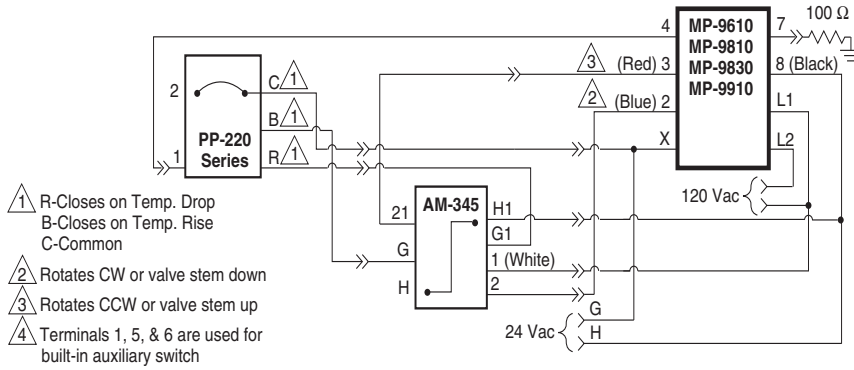 100 Ω
4
MP-9610
MP-9810
MP-9830
MP-9910
7
3
(Red) 3
8 (Black)
2
(Blue) 2
L1
X
L2
120 Vac
2
1
PP-220
Series
C
1
B
1
R
1
1
R-Closes on Temp. Drop
B-Closes on Temp. Rise
C-Common
2
Rotates CW or valve stem down
3
Rotates CCW or valve stem up
4
Terminals 1, 5, & 6 are used for
built-in auxiliary switch
AM-345
21
G
H
H1
G1
1 (White)
2
24 Vac
G
H